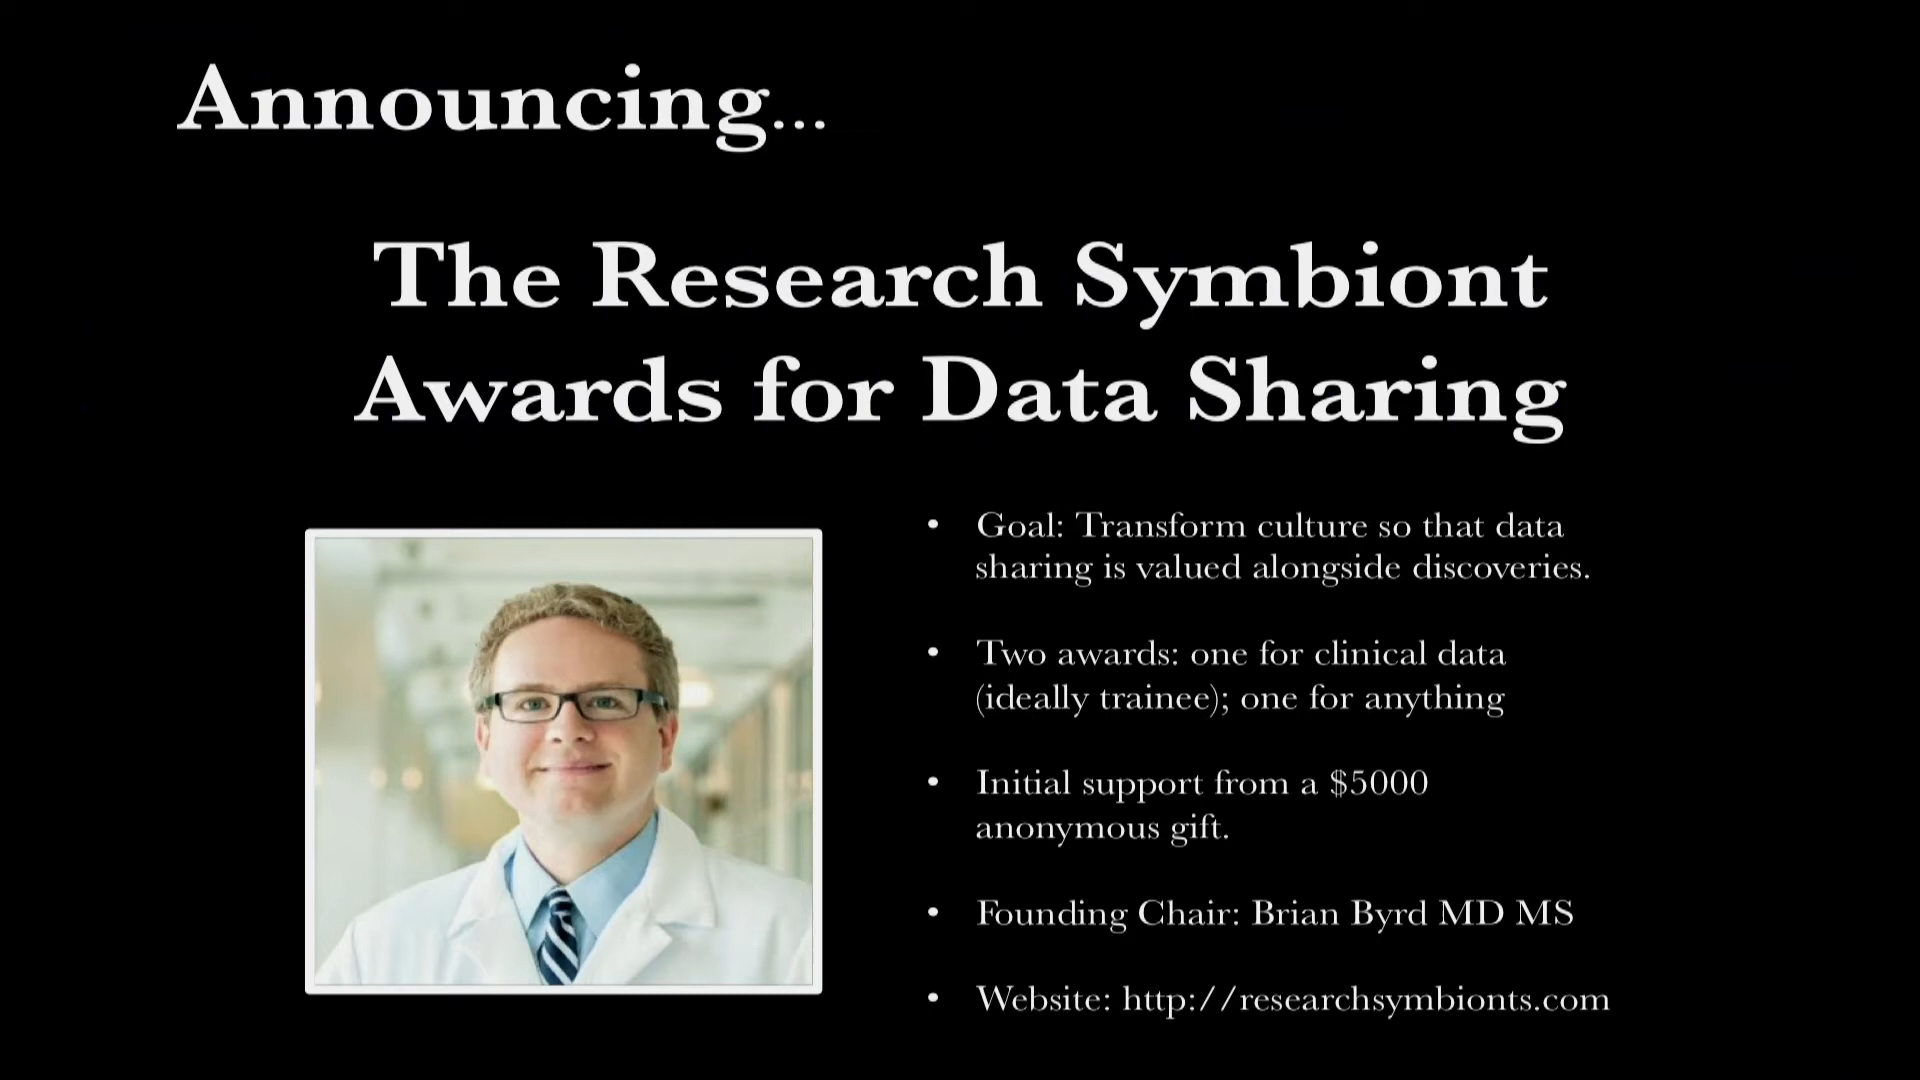 Announcing...
The Research Symbiont
Awards for Data Sharing
• Goal: Transform culture so that data
sharing is valued alongside discoveries.
• Two awards: one for clinical data
(ideally trainee); one for anything
• Initial support from a $5000
anonymous gift.
• Founding Chair: Brian Byrd MD MS
• Website: http://researchsymbionts.com